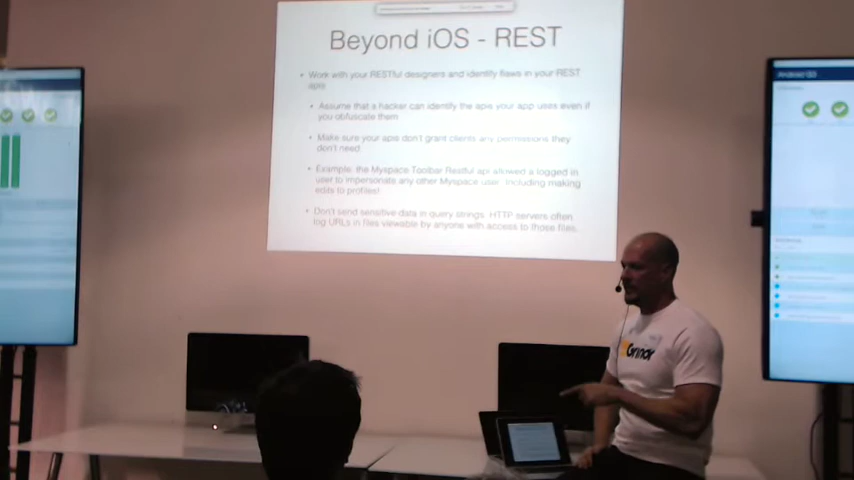 Beyond iOS - REST
• Work with your RESTful designers and identify flaws in your REST
apis
• Assume that a hacker can identify the apis your app uses even if
you obfuscate them
• Make sure your apis don't grant clients any permissions they
don't need.
• Example: the Myspace Toolbar Restful api allowed a logged in
user to impersonate any other Myspace user. Including making
edits to profiles!
• Don't send sensitive data in query strings. HTTP servers often
log URLs in files viewable by anyone with access to those files.